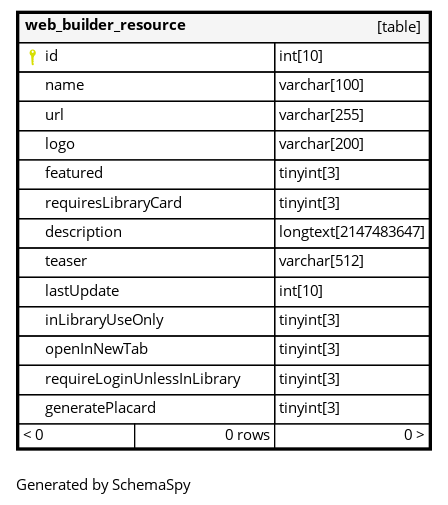 web_builder_resource [table]
id int[10]
name varchar[100]
url varchar[255]
logo varchar[200]
featured tinyint[3]
requiresLibraryCard tinyint[3]
description longtext[2147483647]
teaser varchar[512]
lastUpdate int[10]
inLibraryUseOnly tinyint[3]
openInNewTab tinyint[3]
requireLoginUnlessInLibrary tinyint[3]
generatePlacard tinyint[3]
< 0 0 rows 0 >
Generated by SchemaSpy